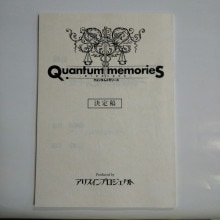 Quantum memorieS
クォンタムメモリーズ
決定稿
Produced by
アリスインプロジェクト